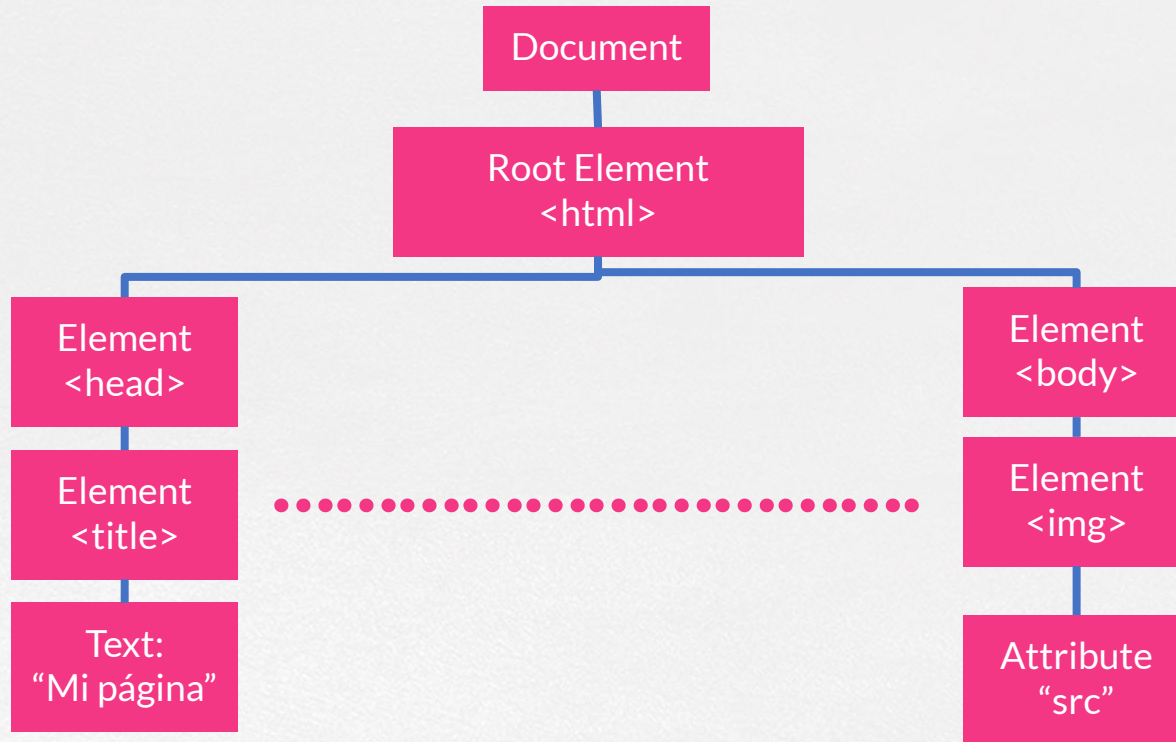 Document
Root Element
<html>
Element
<head>
Element
<body>
Element
<title>
Element
<img>
Text:
“Mi página”
Attribute
“src”